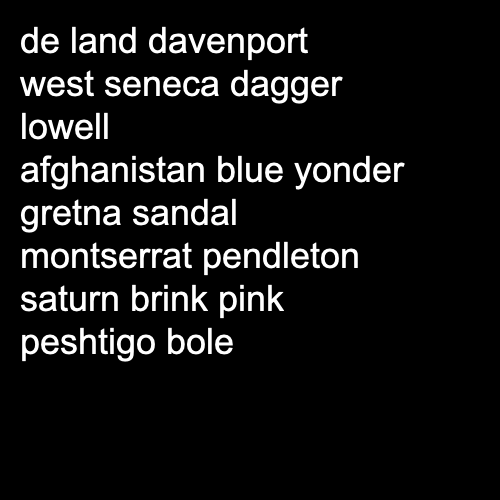 de land davenport
west seneca dagger
lowell
afghanistan blue yonder
gretna sandal
montserrat pendleton
saturn brink pink
peshtigo bole